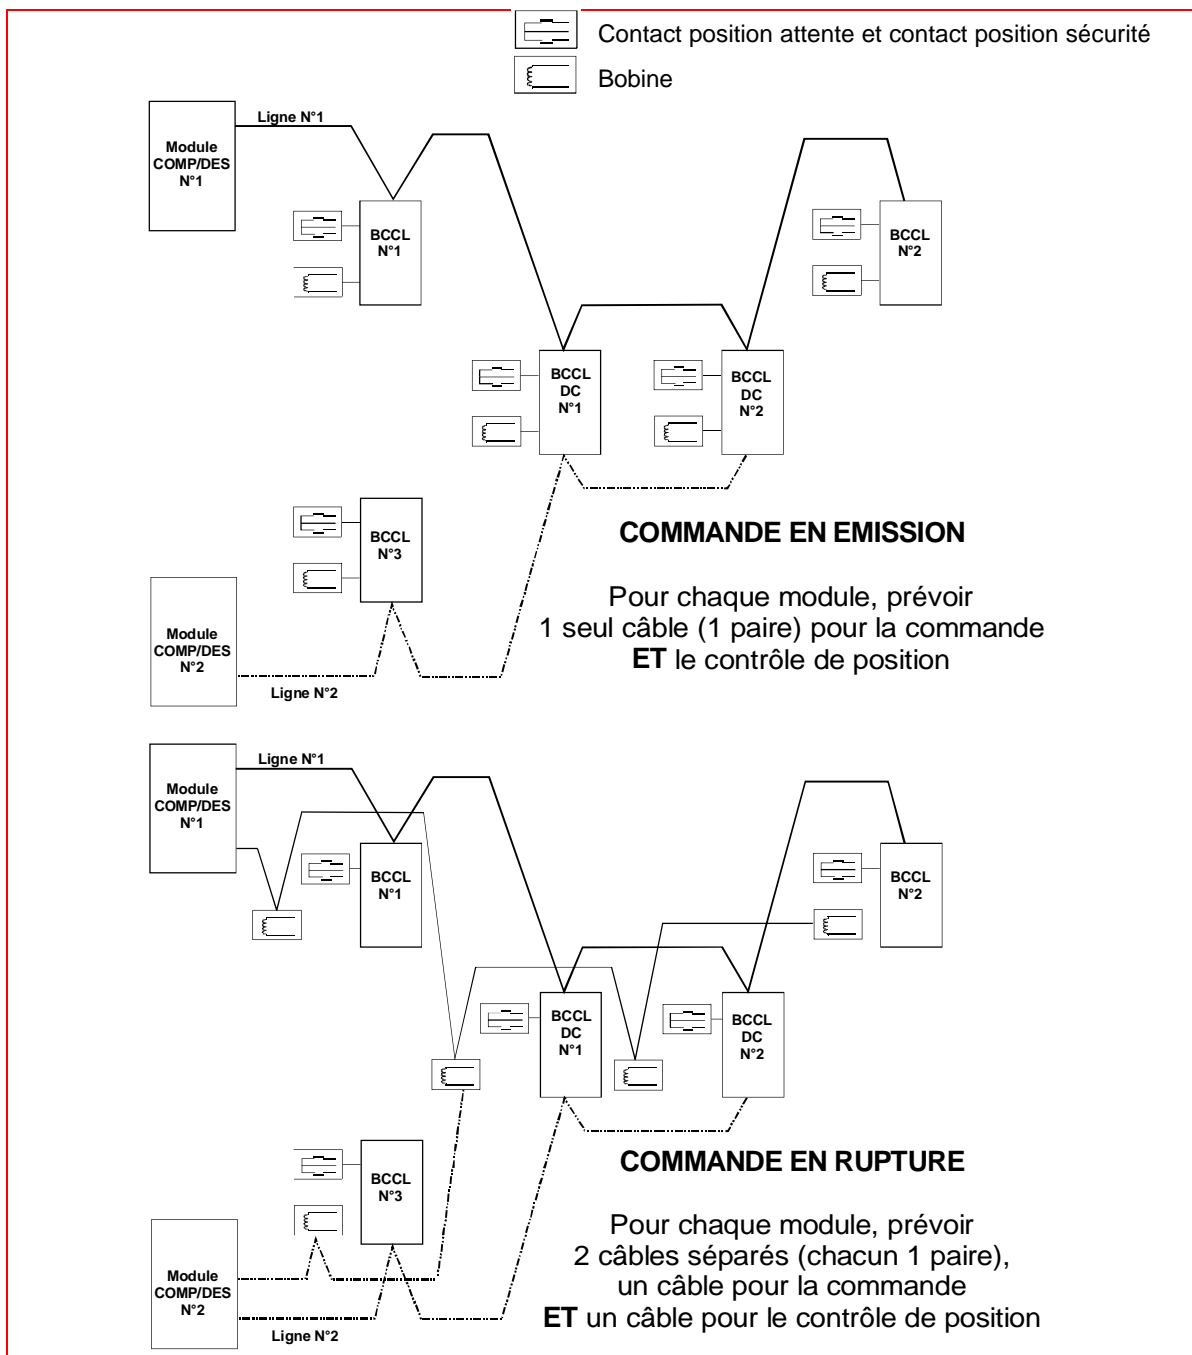 Contact position attente et contact position sécurité
Bobine
Ligne N°1
Module
COMP/DES
N°1
BCCL
N°1
BCCL
N°2
BCCL
DC
N°1
BCCL
DC
N°2
BCCL
N°3
COMMANDE EN EMISSION
Pour chaque module, prévoir
1 seul câble (1 paire) pour la commande
ET le contrôle de position
Module
COMP/DES
N°2
Ligne N°2
Ligne N°1
Module
COMP/DES
N°1
BCCL
N°1
BCCL
N°2
BCCL
DC
N°1
BCCL
DC
N°2
BCCL
N°3
COMMANDE EN RUPTURE
Pour chaque module, prévoir
2 câbles séparés (chacun 1 paire),
un câble pour la commande
ET un câble pour le contrôle de position
Module
COMP/DES
N°2
Ligne N°2